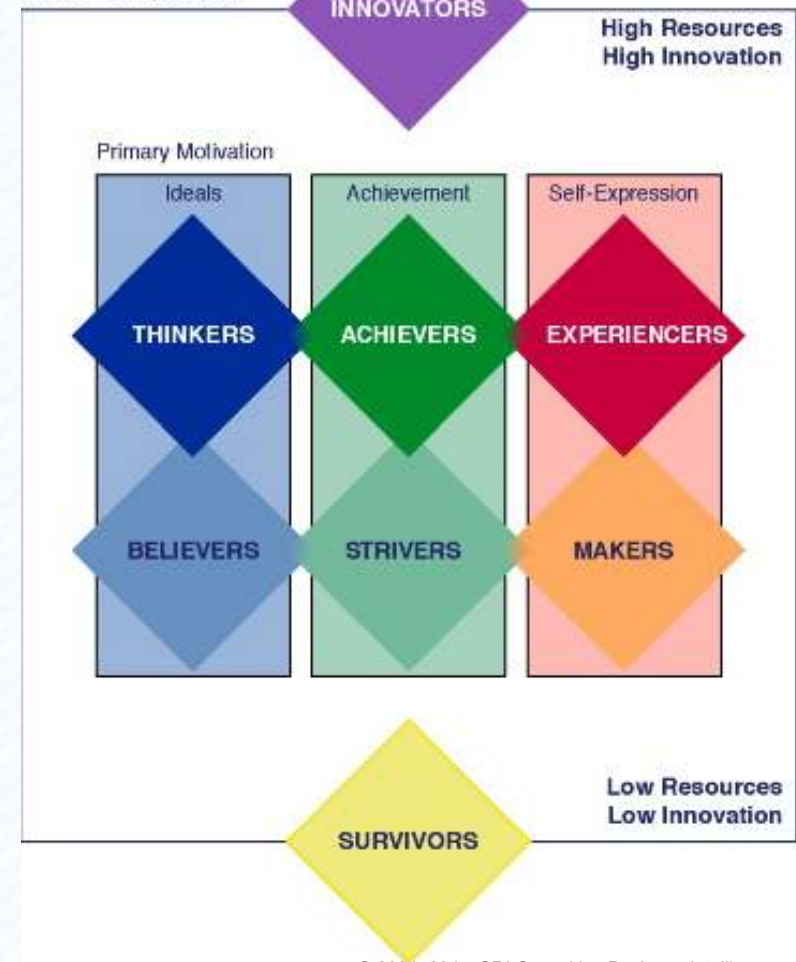 INNOVATORS
High Resources
High Innovation
Primary Motivation
Ideals
Achievement
Self-Expression
THINKERS
ACHIEVERS
EXPERIENCERS
BELIEVERS
STRIVERS
MAKERS
Low Resources
Low Innovation
SURVIVORS